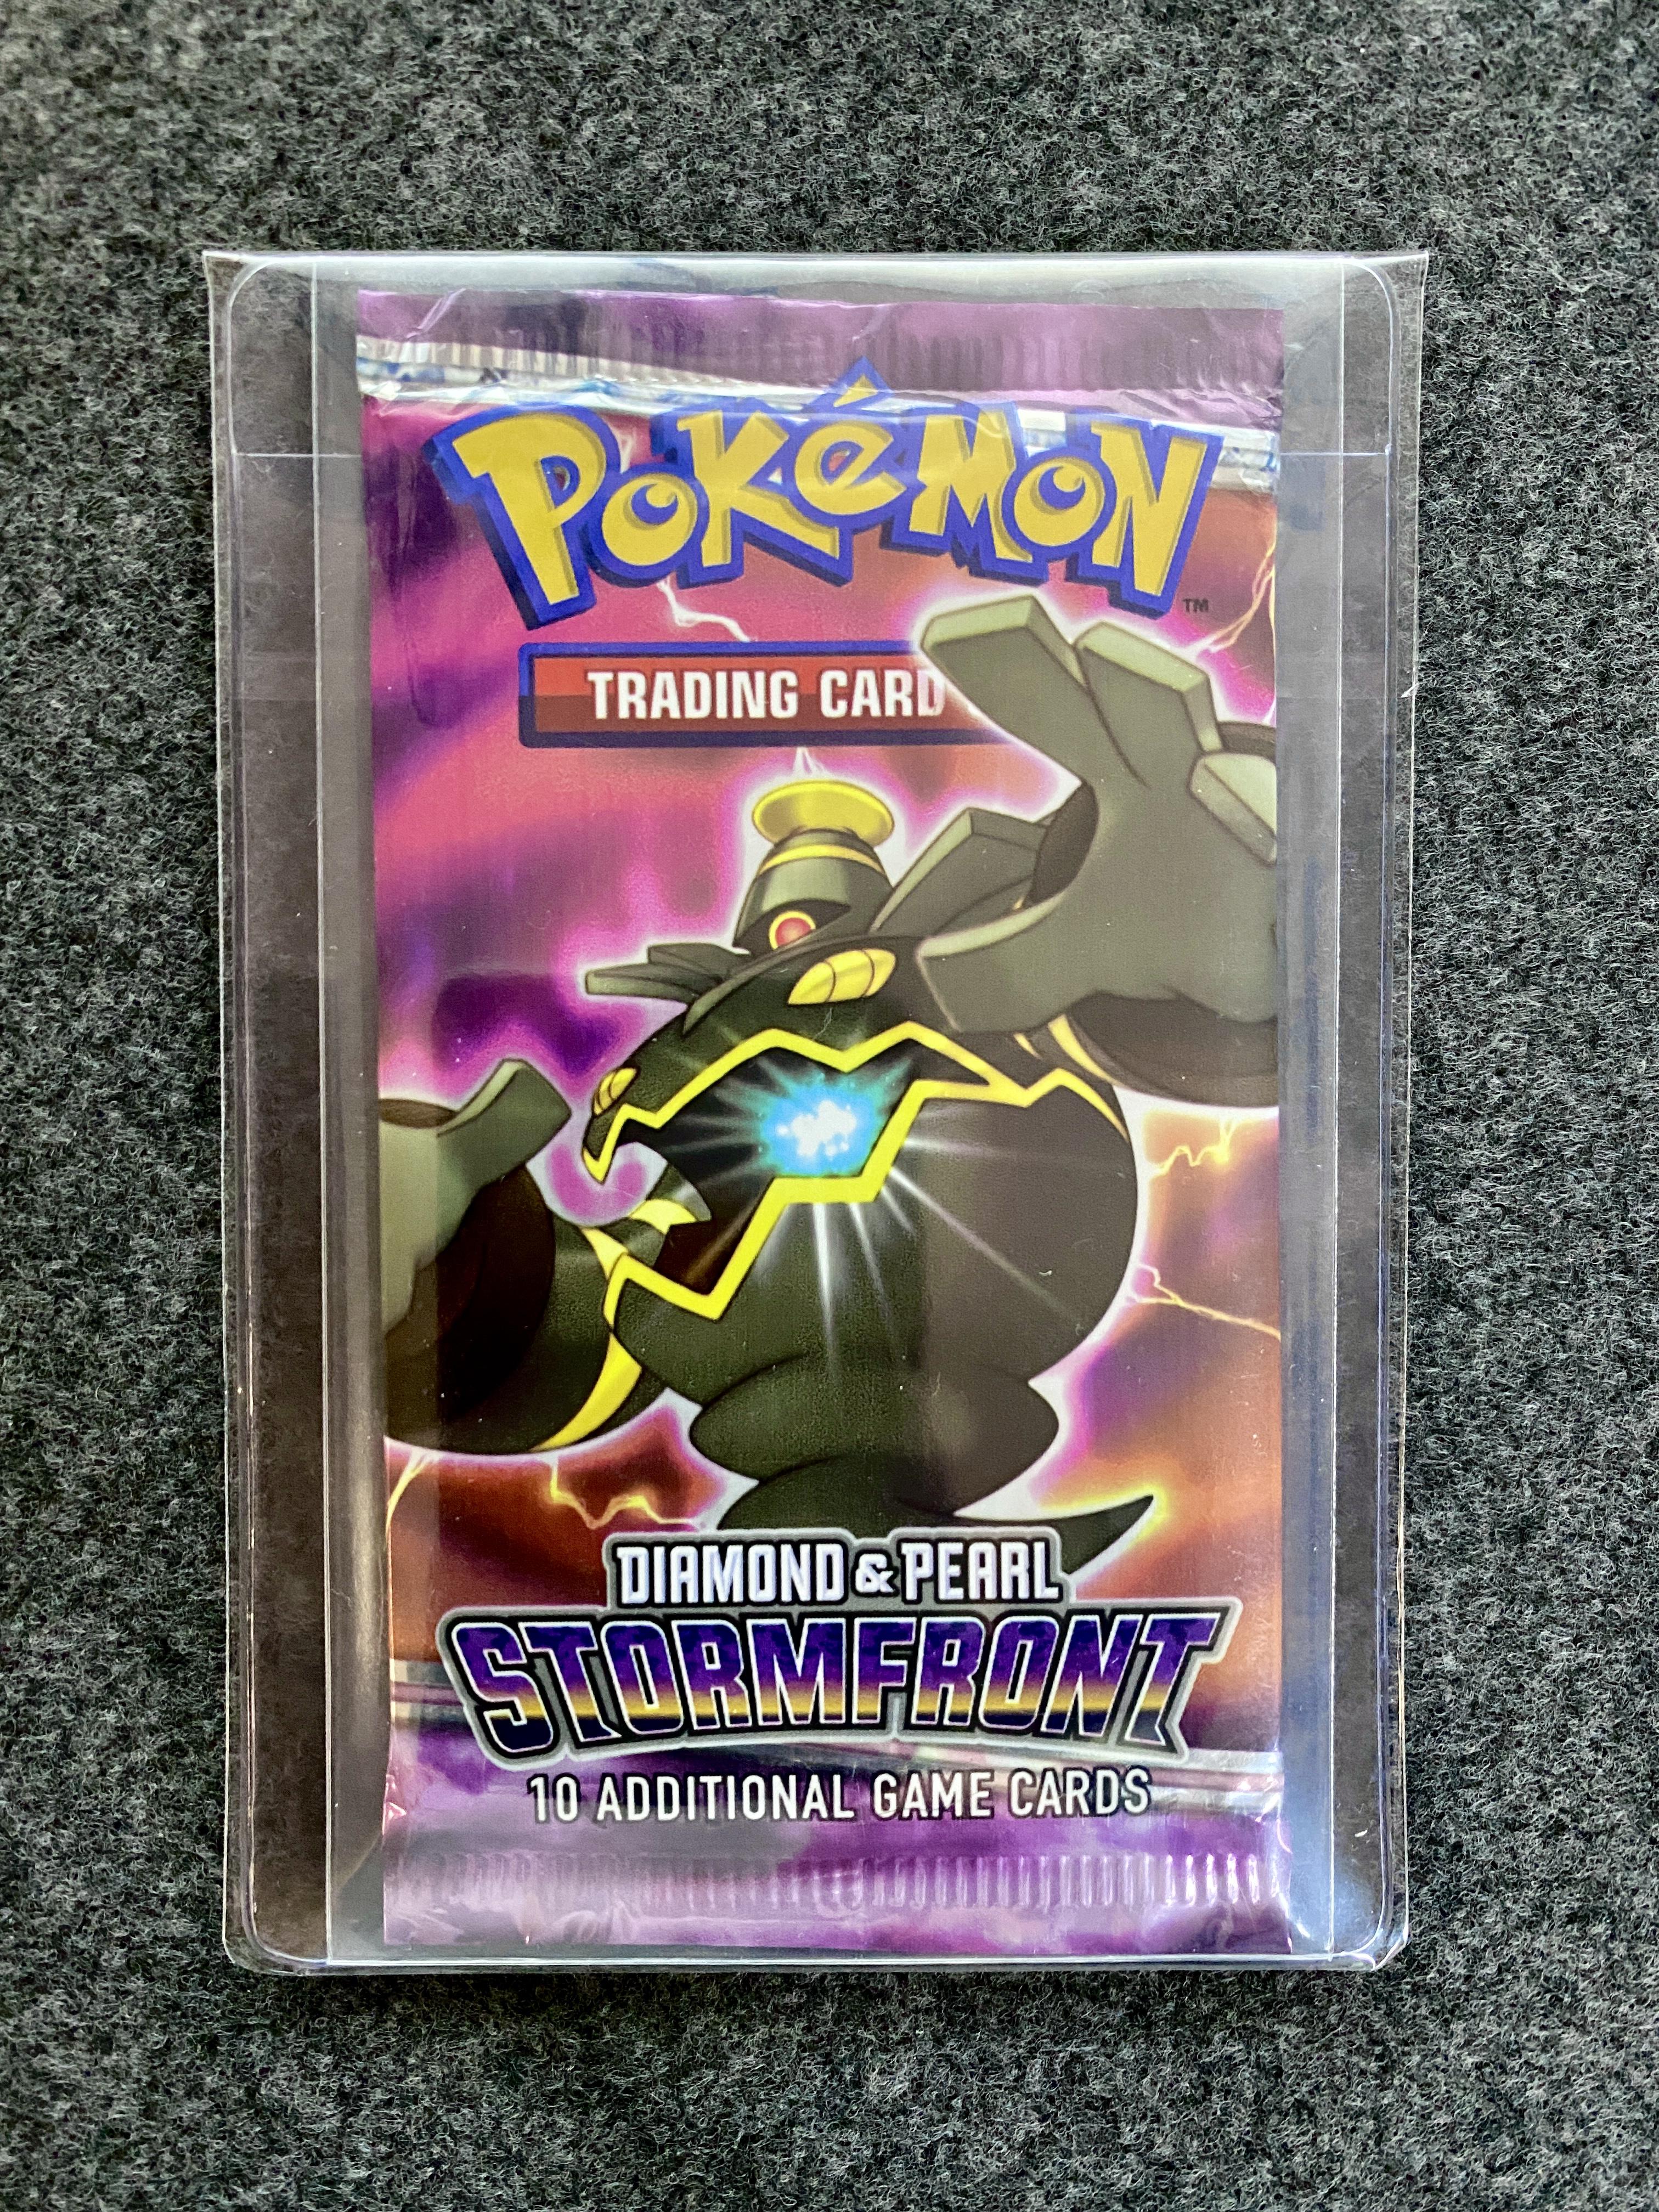 POKéMON
TM
TRADING CARD
DIAMOND & PEARL
STORMFRONT
10 ADDITIONAL GAME CARDS